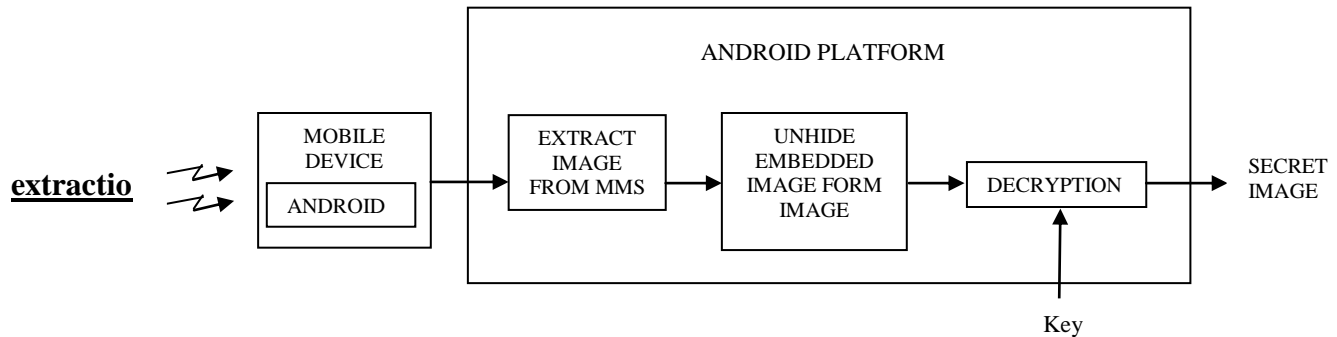 ANDROID PLATFORM
extractio
MOBILE
DEVICE
ANDROID
EXTRACT
IMAGE
FROM MMS
UNHIDE
EMBEDDED
IMAGE FORM
IMAGE
DECRYPTION
SECRET
IMAGE
Key